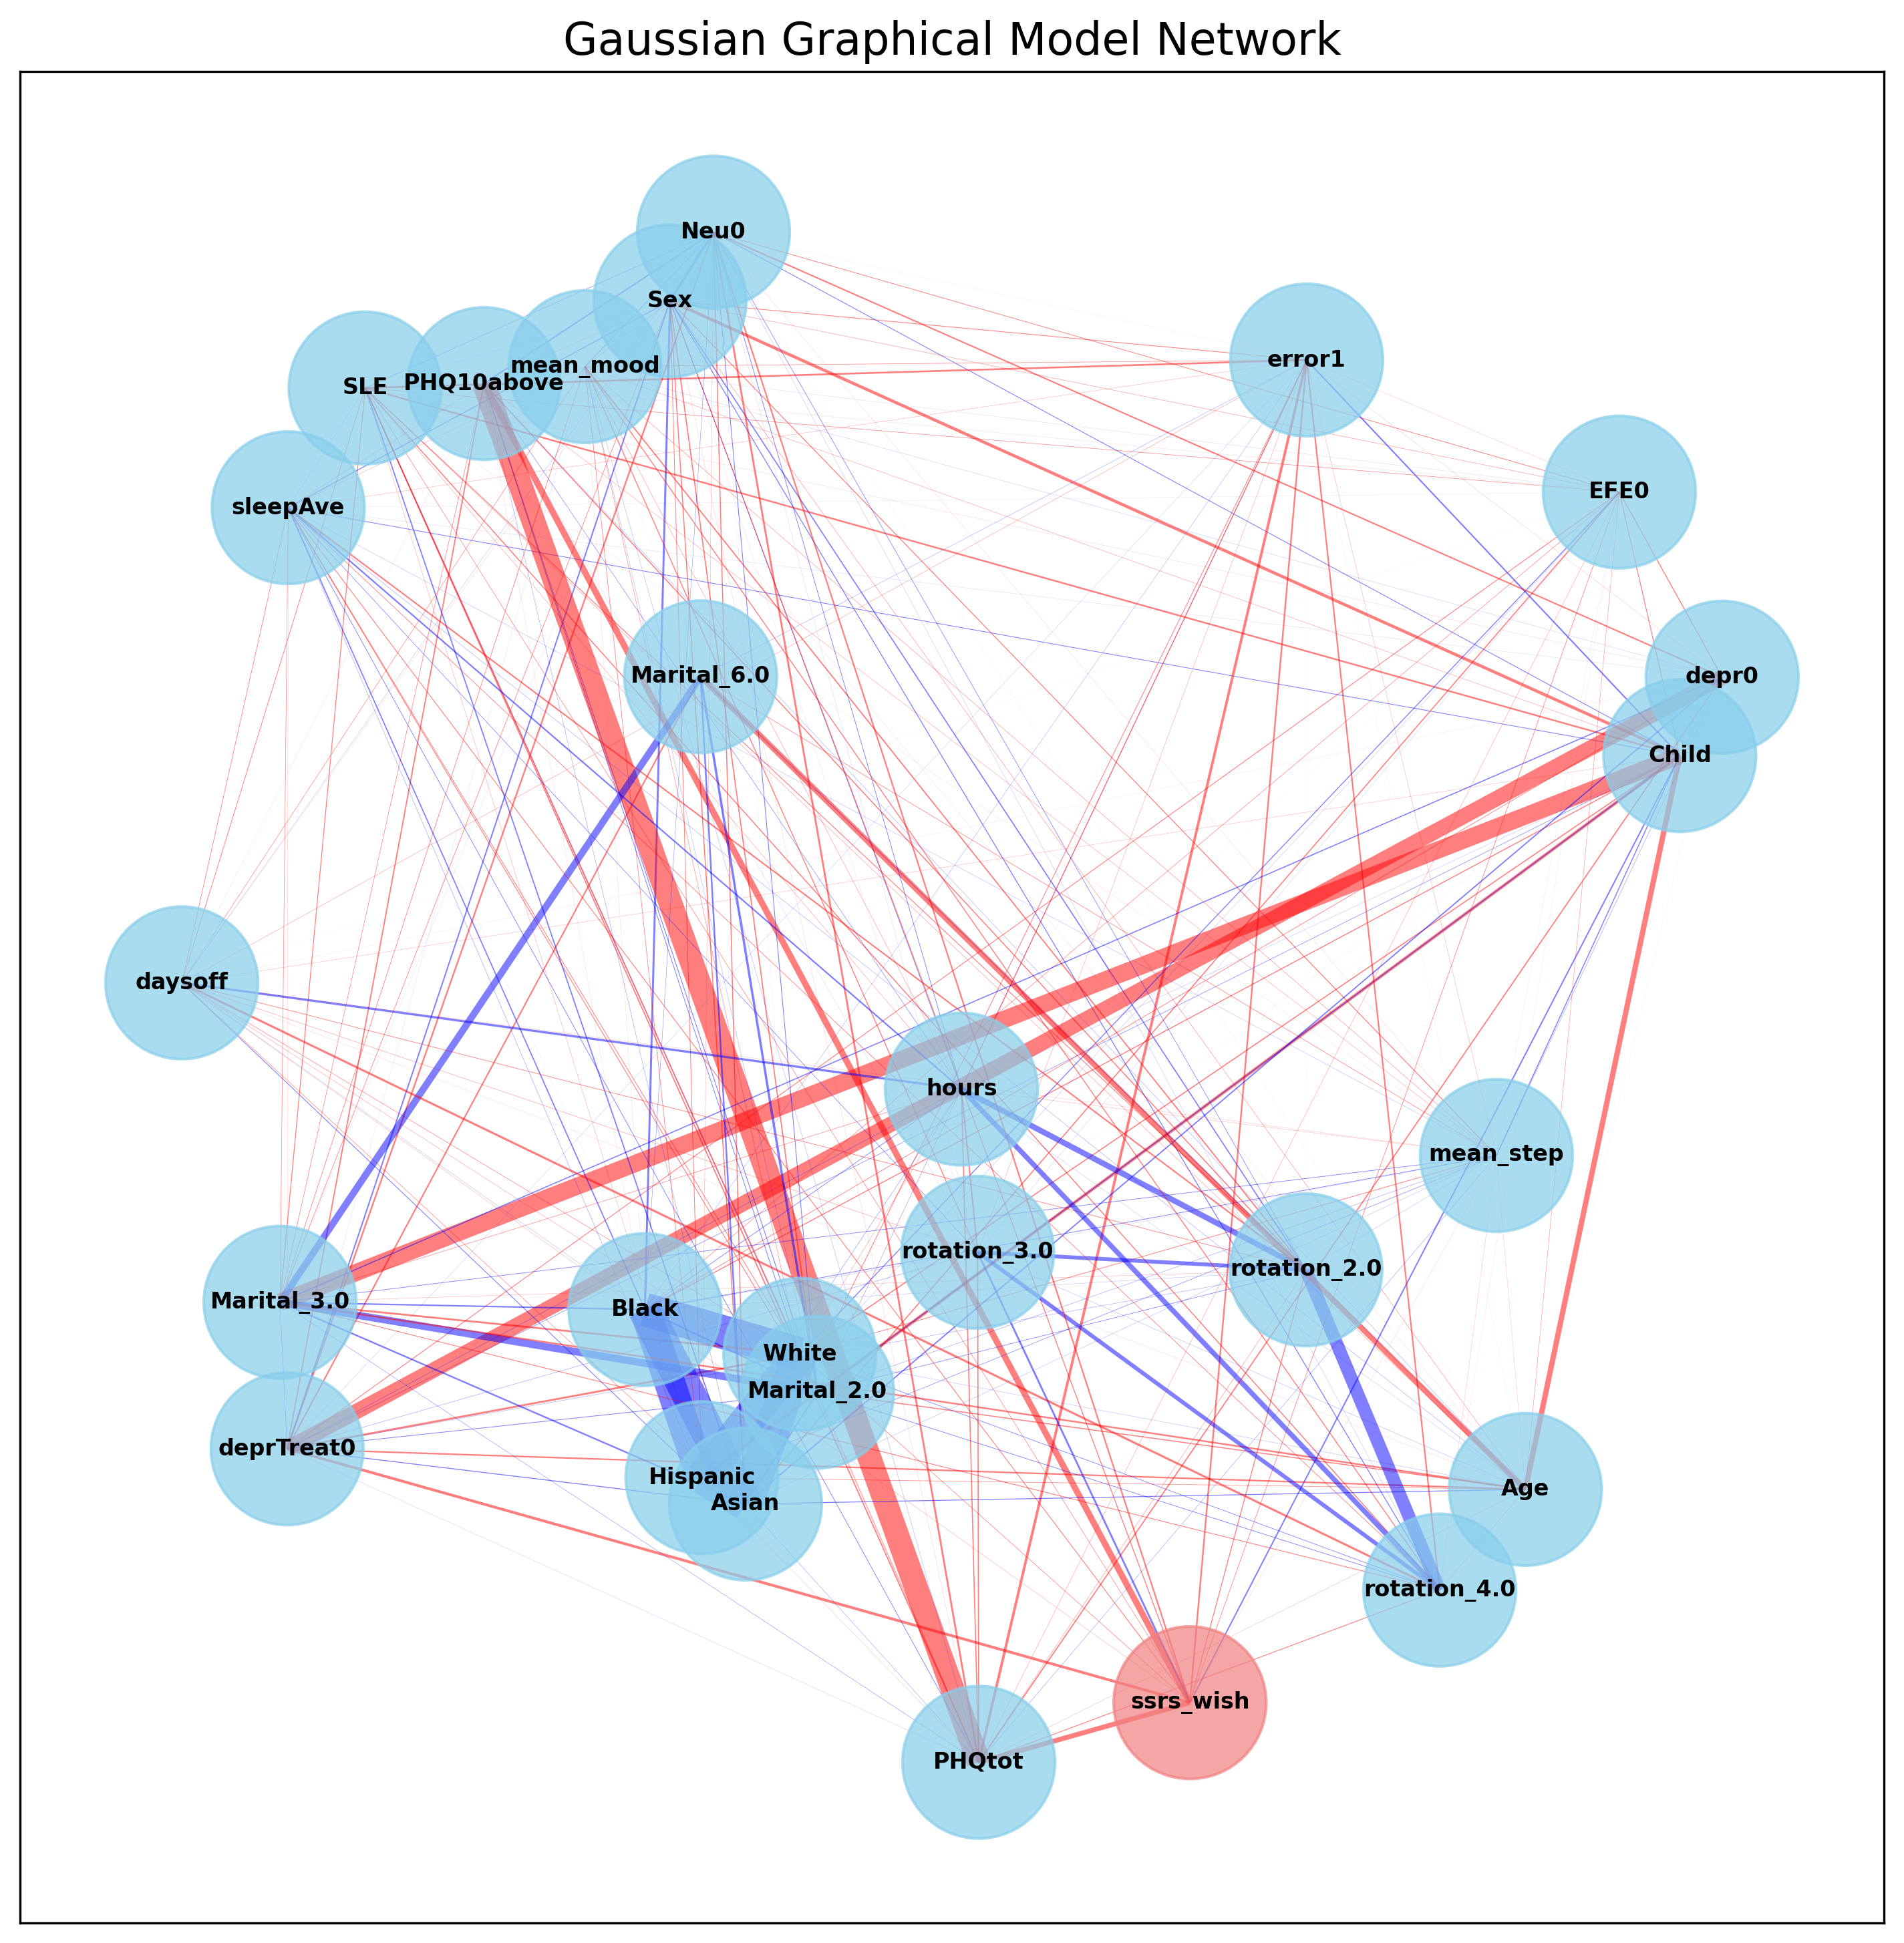 Gaussian Graphical Model Network
Neu0
Sex
error1
mean_mood
PHQ10above
SLE
EFE0
sleepAve
Marital_6.0
depr0
Child
daysoff
hours
mean_step
rotation_3.0
rotation_2.0
Marital_3.0
Black
White
Marital_2.0
deprTreat0
Hispanic
Asian
Age
rotation_4.0
ssrs_wish
PHQtot